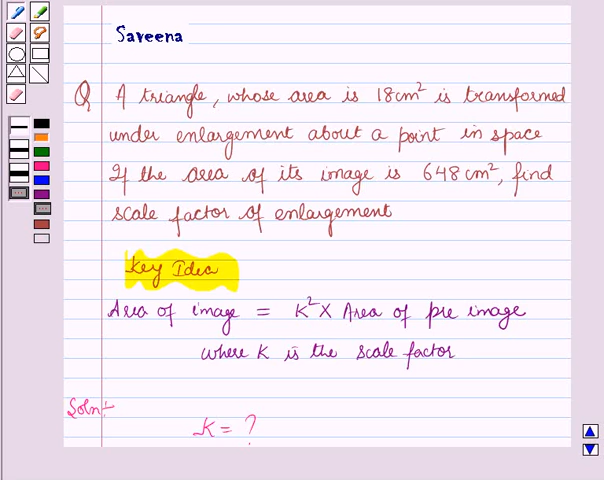 Saveena
Q A triangle, whose area is 18cm² is transformed
under enlargement about a point in space
If the area of its image is 648cm², find
scale factor of enlargement
Key Idea
Area of image = K² × Area of pre image
where K is the scale factor
Soln:-
K = ?